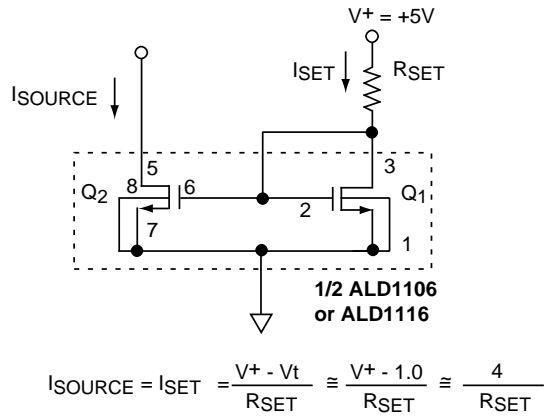 V+ = +5V
ISET
RSET
ISOURCE
5
3
Q2
8
6
2
Q1
7
1
1/2 ALD1106
or ALD1116
ISOURCE = ISET = V+ - Vt / RSET ≅ V+ - 1.0 / RSET ≅ 4 / RSET